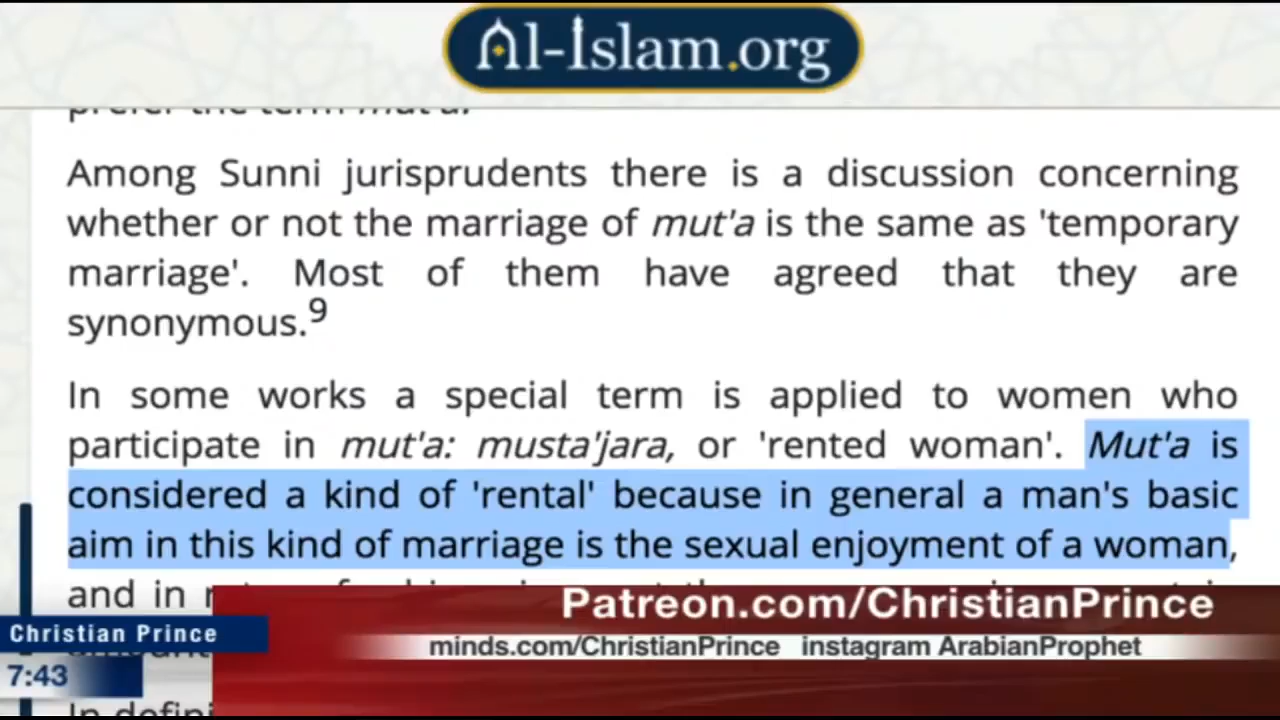 Al-Islam.org
prefer the term mut'a.
Among Sunni jurisprudents there is a discussion concerning
whether or not the marriage of mut'a is the same as 'temporary
marriage'. Most of them have agreed that they are
synonymous.9
In some works a special term is applied to women who
participate in mut'a: musta'jara, or 'rented woman'. Mut'a is
considered a kind of 'rental' because in general a man's basic
aim in this kind of marriage is the sexual enjoyment of a woman,
and in
Patreon.com/ChristianPrince
Christian Prince
minds.com/ChristianPrince instagram ArabianProphet
7:43